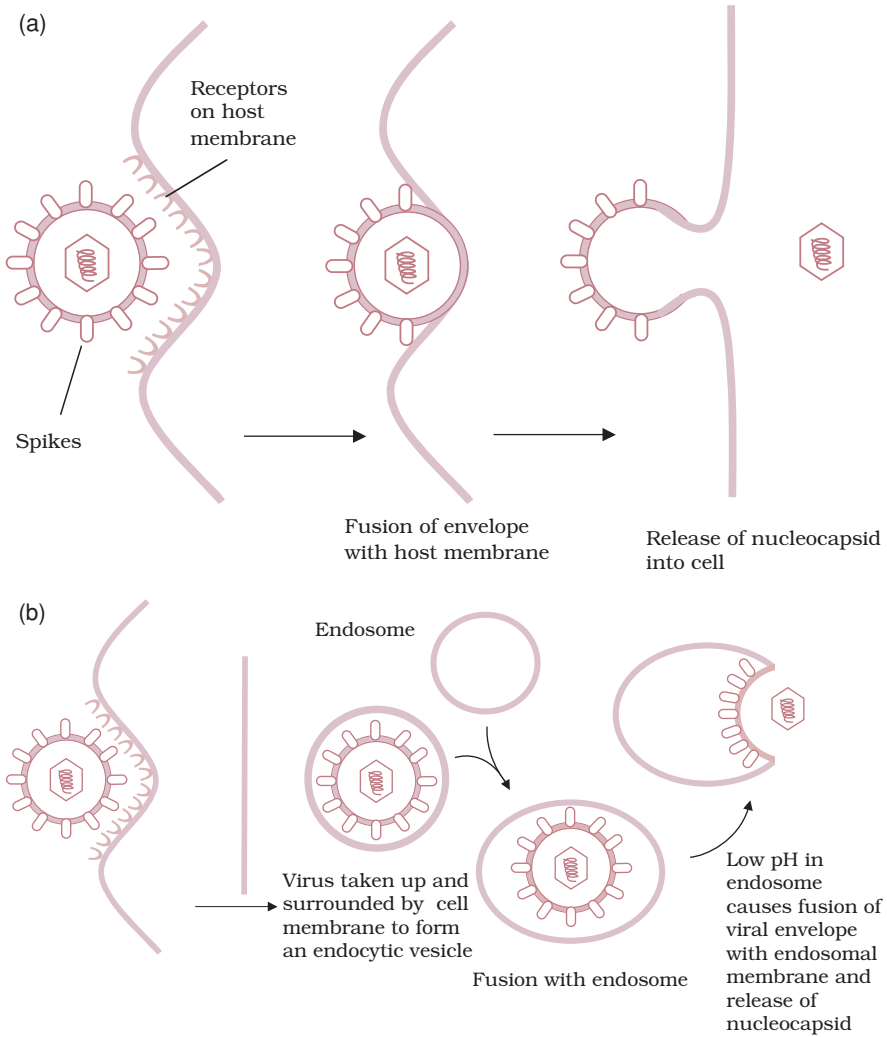 (a)
Receptors
on host
membrane
Spikes
Fusion of envelope
with host membrane
Release of nucleocapsid
into cell
(b)
Endosome
Virus taken up and
surrounded by cell
membrane to form
an endocytic vesicle
Fusion with endosome
Low pH in
endosome
causes fusion of
viral envelope
with endosomal
membrane and
release of
nucleocapsid